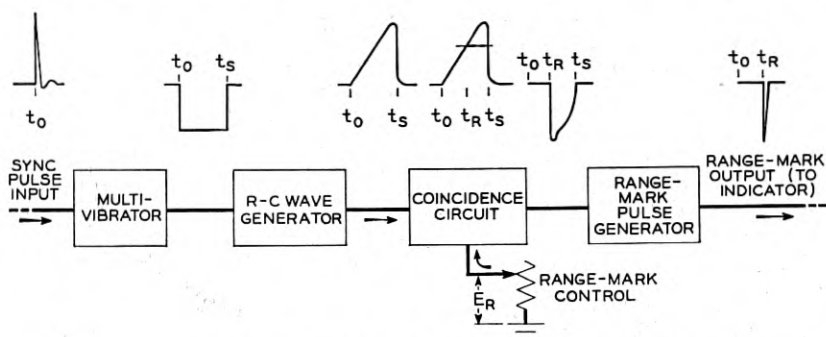 t₀
t₀ tₛ
t₀ tₛ
t₀ tᴿ tₛ
t₀ tᴿ tₛ
t₀ tᴿ
SYNC
PULSE
INPUT
MULTI-
VIBRATOR
R-C WAVE
GENERATOR
COINCIDENCE
CIRCUIT
RANGE-
MARK
PULSE
GENERATOR
RANGE-MARK
OUTPUT (TO
INDICATOR)
Eᴿ
RANGE-MARK
CONTROL